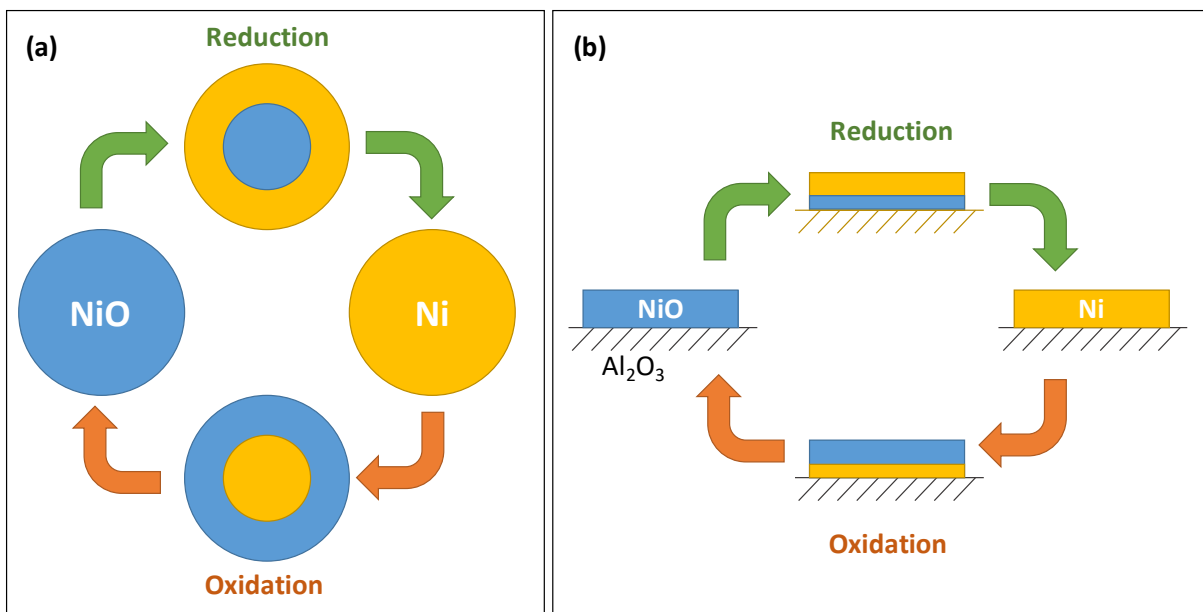 (a)
Reduction
NiO
Ni
Oxidation
(b)
Reduction
NiO
Ni
Al₂O₃
Oxidation